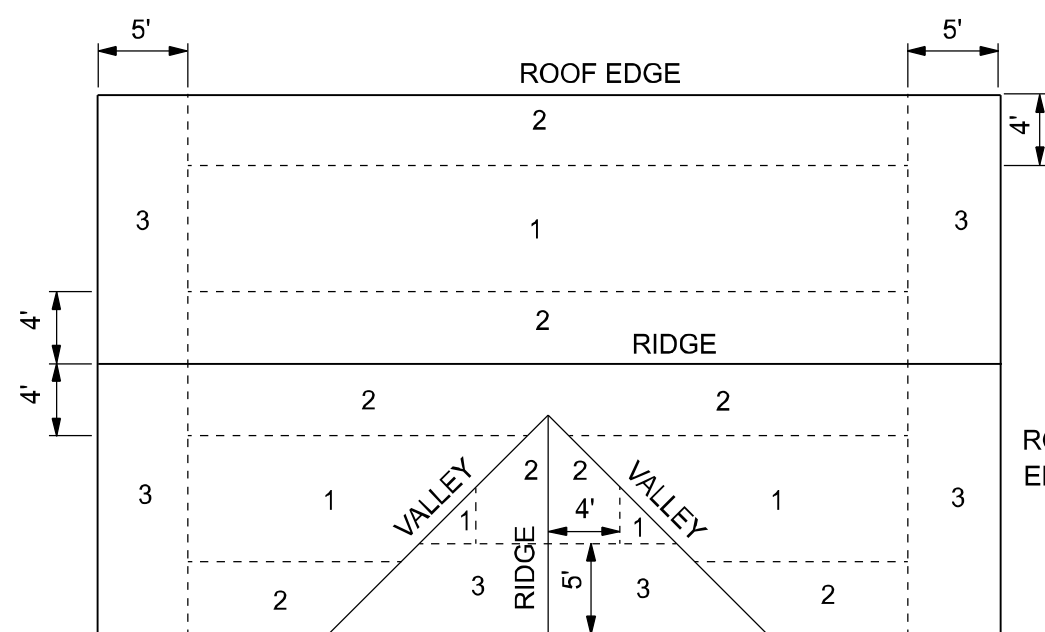 5' 5'
ROOF EDGE
2
4'
3 1 3
4' 2
RIDGE
4' 2 2
VALLEY 2 2 VALLEY
3 1 1 4' 1 1 3
RIDGE
2 3 5' 3 2